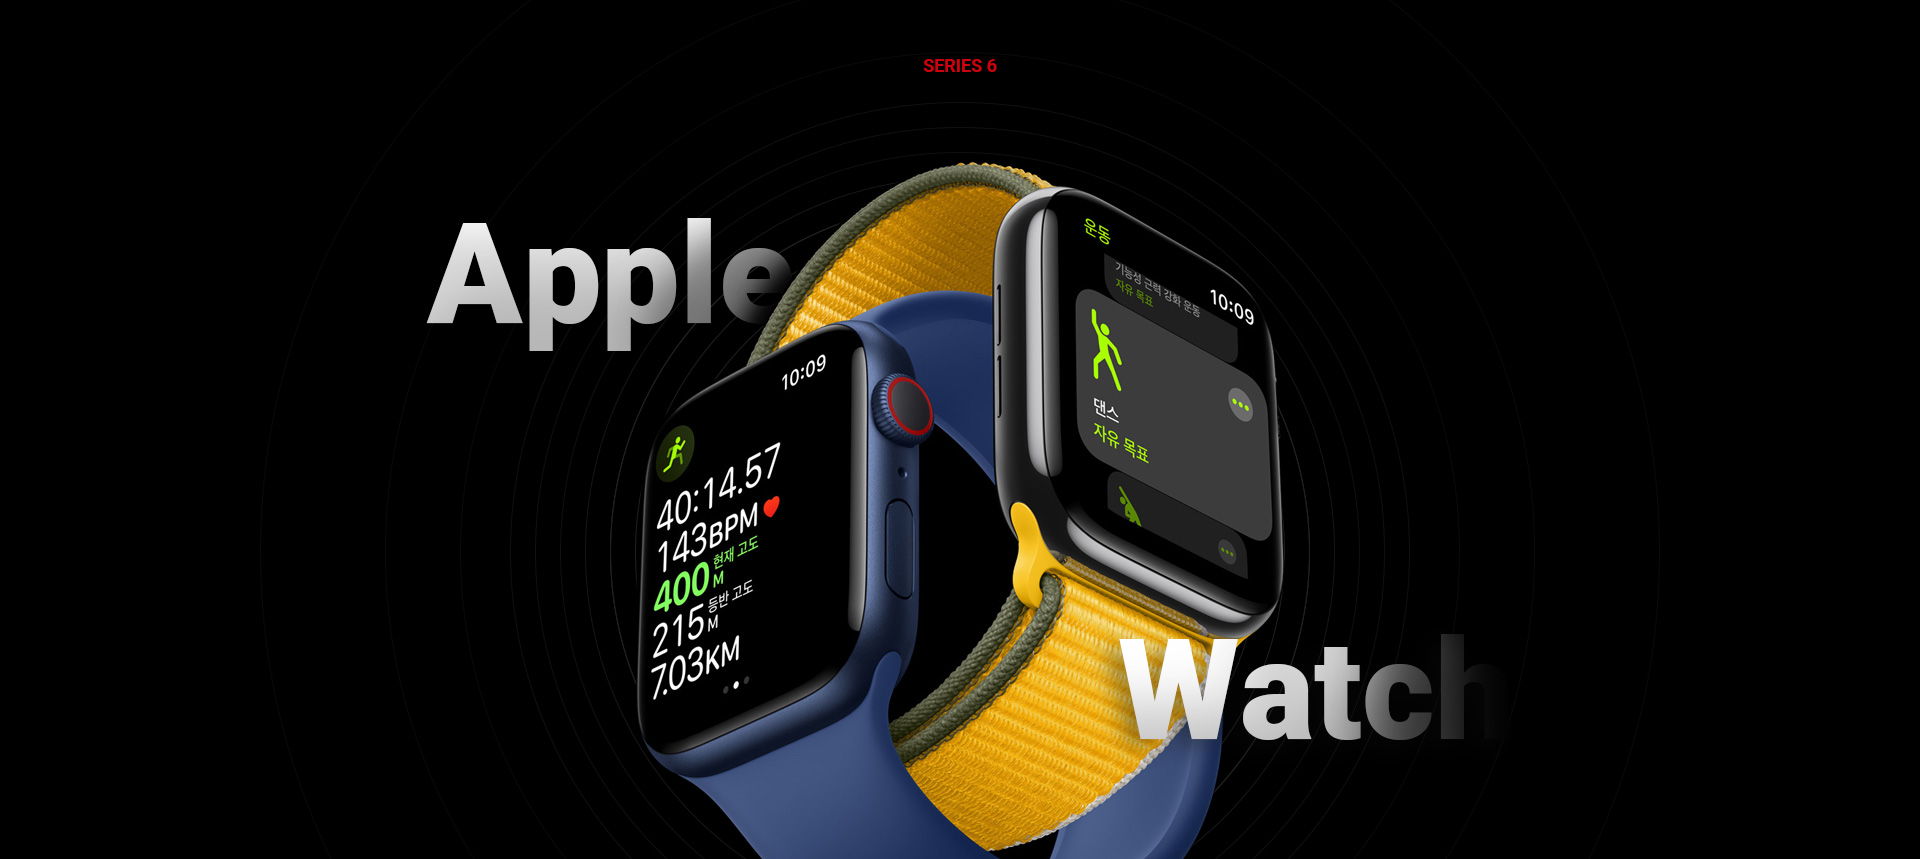 SERIES 6
Apple
운동
10:09
기능성 근력 강화 운동
자유 목표
댄스
자유 목표
10:09
40:14.57
143BPM
400 현재 고도
M
215 등반 고도
M
7.03KM
Watch